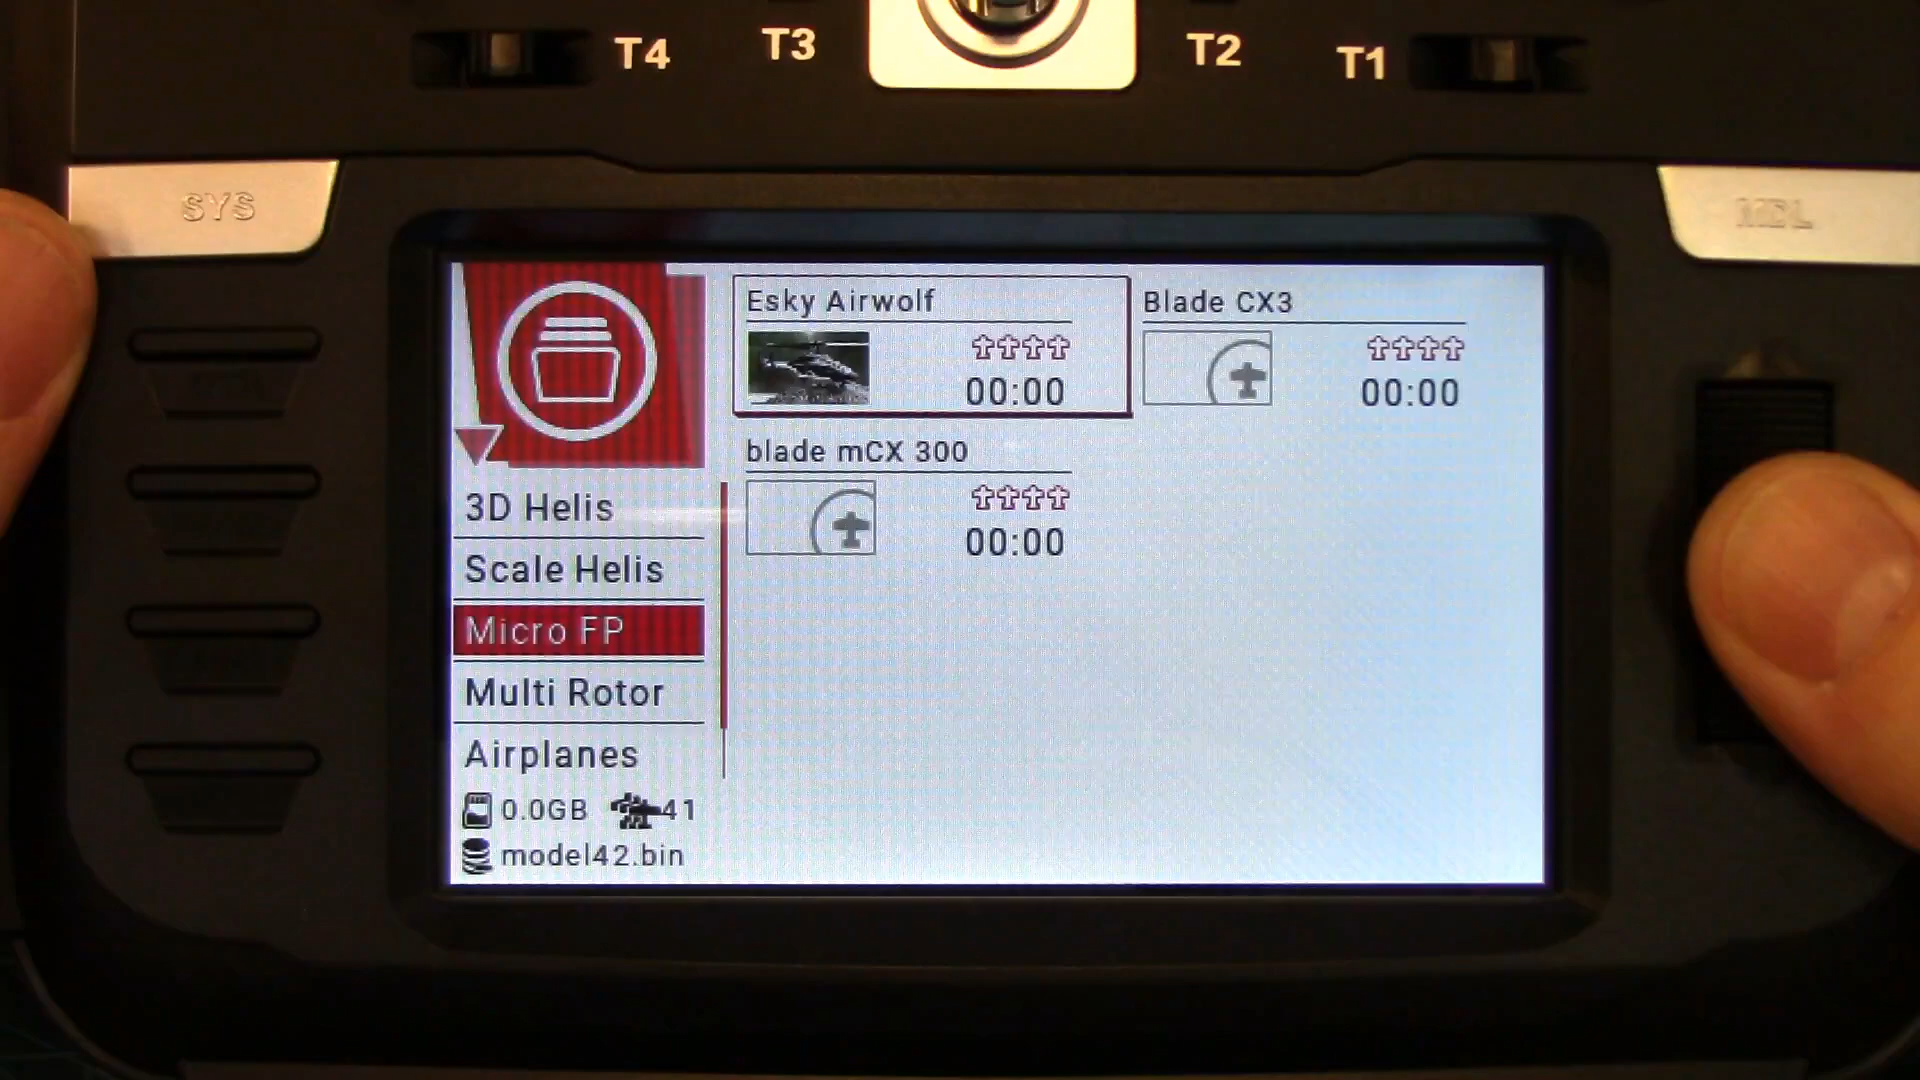 T4 T3 T2 T1
SYS
MDL
Esky Airwolf
00:00
Blade CX3
00:00
blade mCX 300
00:00
3D Helis
Scale Helis
Micro FP
Multi Rotor
Airplanes
0.0GB 41
model42.bin